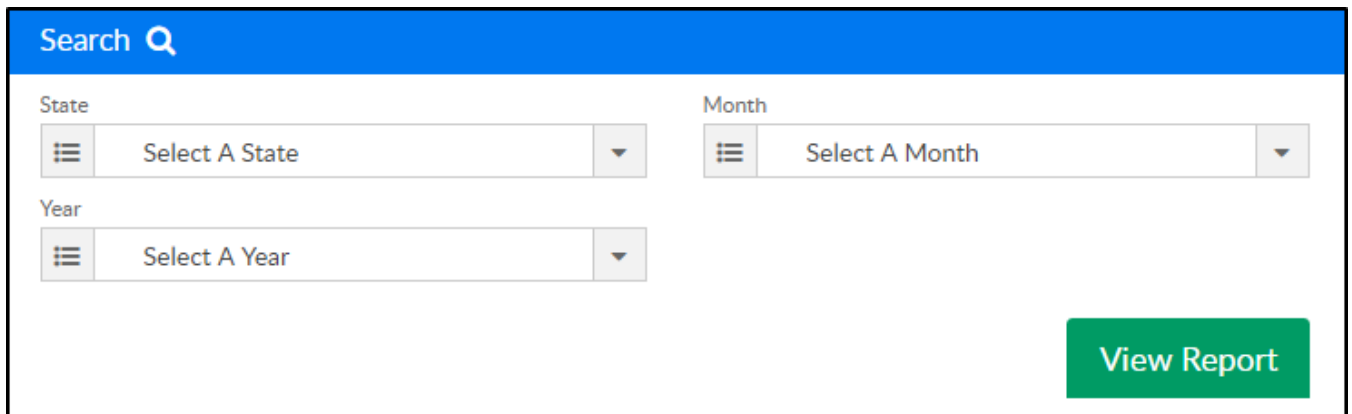 Search
State
Select A State
Month
Select A Month
Year
Select A Year
View Report